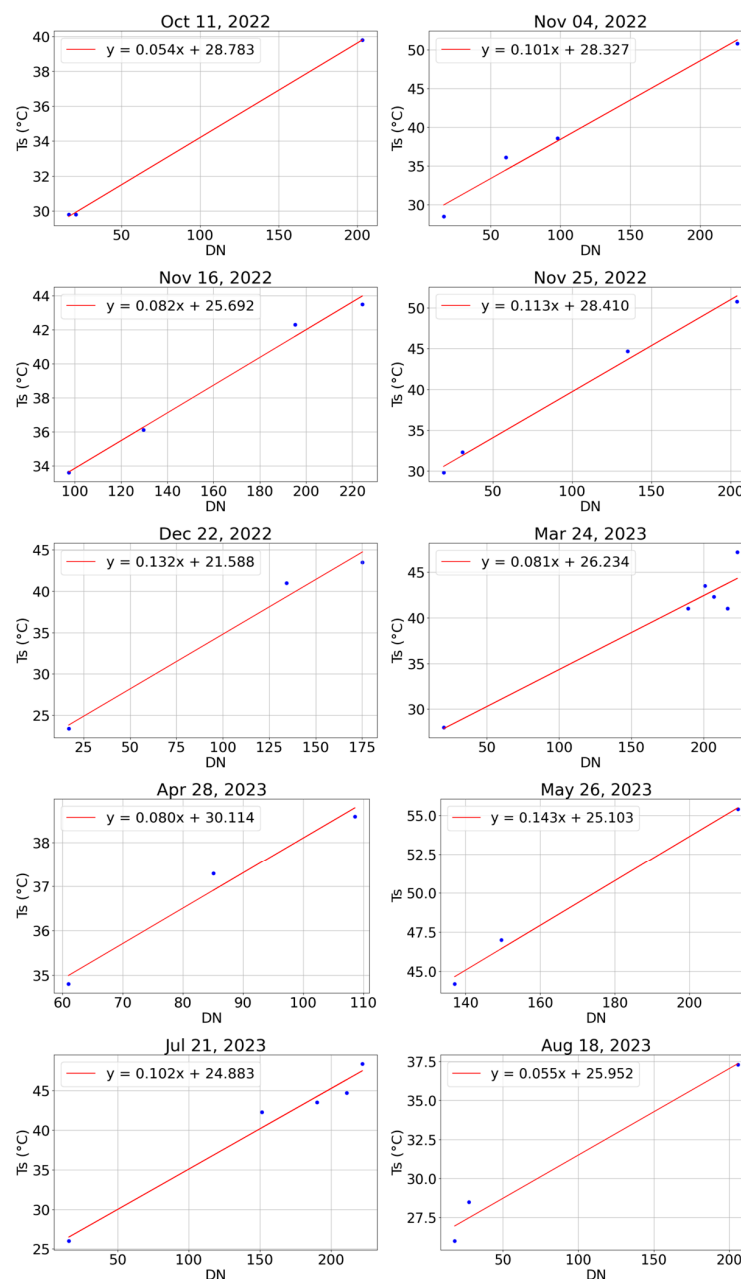 Oct 11, 2022
y = 0.054x + 28.783
40
38
36
34
32
30
Ts (°C)
50 100 150 200
DN
Nov 04, 2022
y = 0.101x + 28.327
50
45
40
35
30
Ts (°C)
50 100 150 200
DN
Nov 16, 2022
y = 0.082x + 25.692
44
42
40
38
36
34
Ts (°C)
100 120 140 160 180 200 220
DN
Nov 25, 2022
y = 0.113x + 28.410
50
45
40
35
30
Ts (°C)
50 100 150 200
DN
Dec 22, 2022
y = 0.132x + 21.588
45
40
35
30
25
Ts (°C)
25 50 75 100 125 150 175
DN
Mar 24, 2023
y = 0.081x + 26.234
45
40
35
30
Ts (°C)
50 100 150 200
DN
Apr 28, 2023
y = 0.080x + 30.114
38
37
36
35
Ts (°C)
60 70 80 90 100 110
DN
May 26, 2023
y = 0.143x + 25.103
55.0
52.5
50.0
47.5
45.0
Ts
140 160 180 200
DN
Jul 21, 2023
y = 0.102x + 24.883
45
40
35
30
25
Ts (°C)
50 100 150 200
DN
Aug 18, 2023
y = 0.055x + 25.952
37.5
35.0
32.5
30.0
27.5
Ts (°C)
50 100 150 200
DN